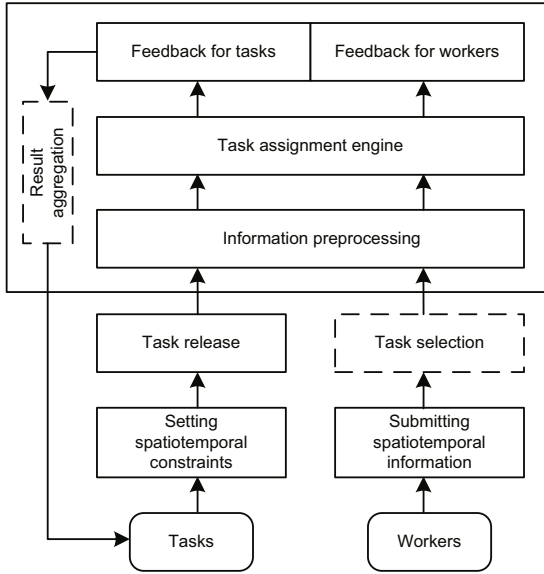 Feedback for tasks
Feedback for workers
Result
aggregation
Task assignment engine
Information preprocessing
Task release
Task selection
Setting
spatiotemporal
constraints
Submitting
spatiotemporal
information
Tasks
Workers